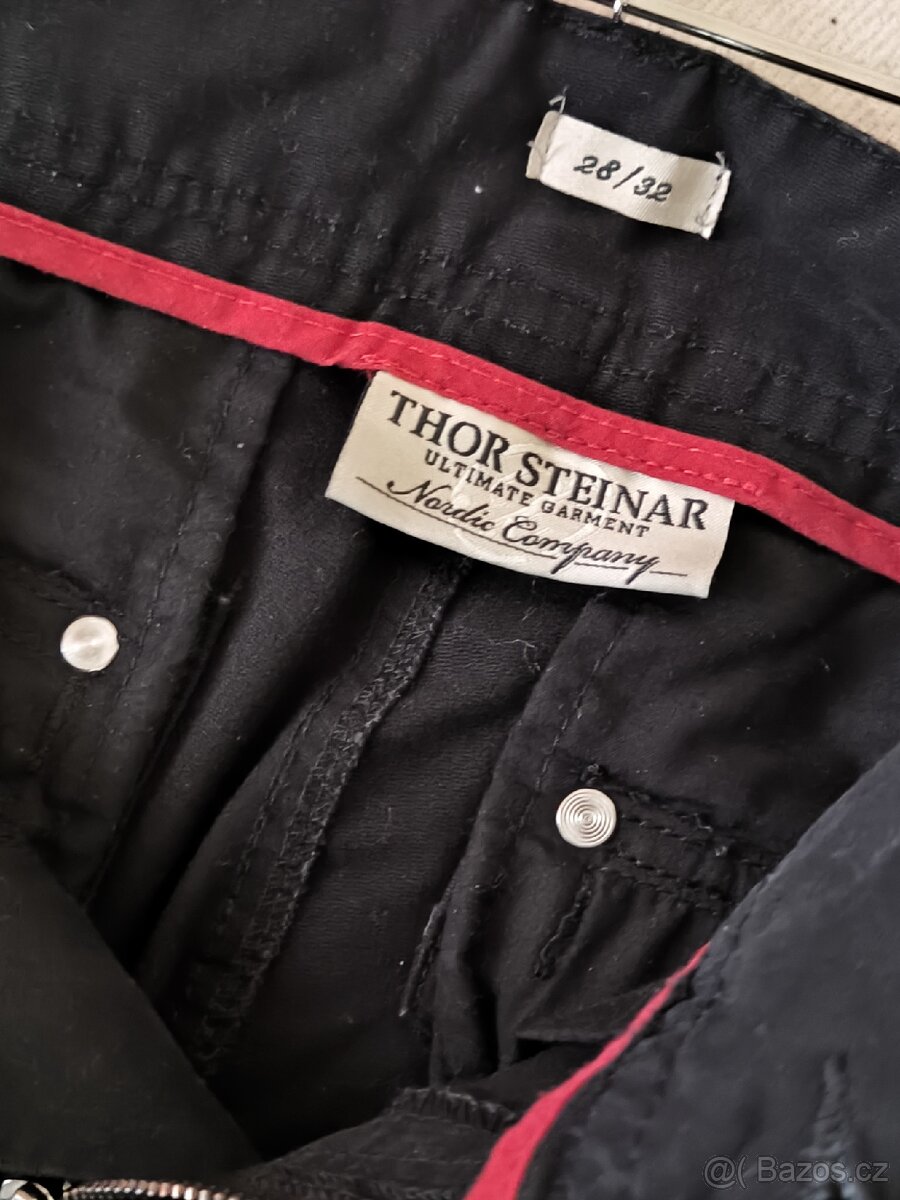 28/32
THOR STEINAR
ULTIMATE GARMENT
Nordic Company
@( Bazos.cz